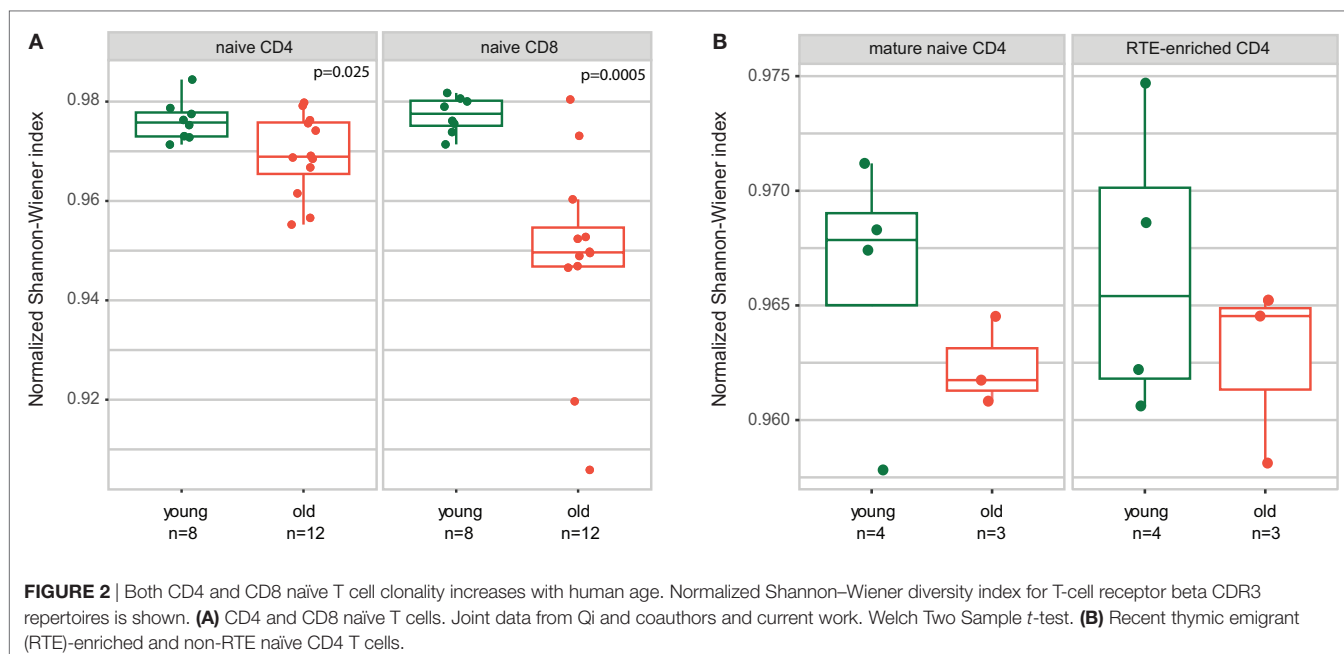 A
naive CD4
naive CD8
p=0.025
p=0.0005
Normalized Shannon-Wiener index
0.98
0.96
0.94
0.92
young
n=8
old
n=12
young
n=8
old
n=12
B
mature naive CD4
RTE-enriched CD4
Normalized Shannon-Wiener index
0.975
0.970
0.965
0.960
young
n=4
old
n=3
young
n=4
old
n=3
FIGURE 2 | Both CD4 and CD8 naïve T cell clonality increases with human age. Normalized Shannon–Wiener diversity index for T-cell receptor beta CDR3
repertoires is shown. (A) CD4 and CD8 naïve T cells. Joint data from Qi and coauthors and current work. Welch Two Sample t-test. (B) Recent thymic emigrant
(RTE)-enriched and non-RTE naïve CD4 T cells.